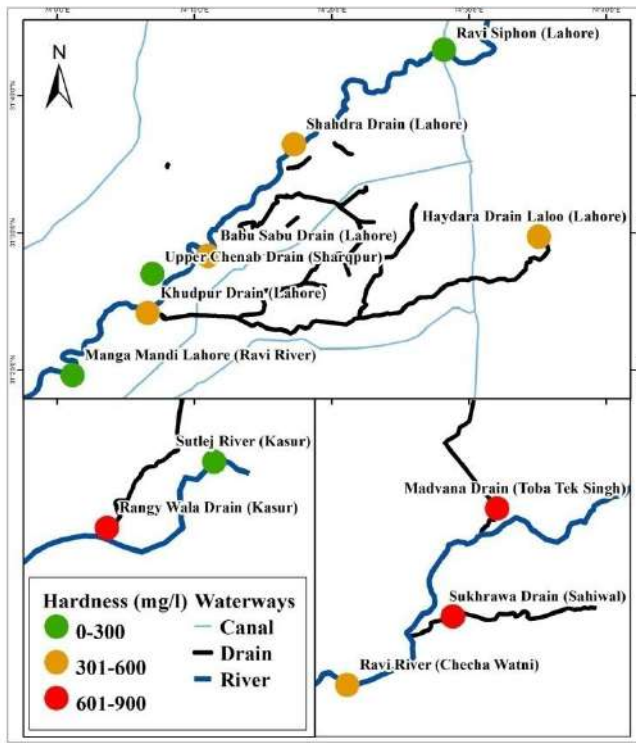 N
Ravi Siphon (Lahore)
Shahdra Drain (Lahore)
Haydara Drain Laloo (Lahore)
Babu Sabu Drain (Lahore)
Upper Chenab Drain (Sharqpur)
Khudpur Drain (Lahore)
Manga Mandi Lahore (Ravi River)
Sutlej River (Kasur)
Rangy Wala Drain (Kasur)
Madvana Drain (Toba Tek Singh))
Sukhrawa Drain (Sahiwal)
Ravi River (Checha Watni)
Hardness (mg/l)
0-300
301-600
601-900
Waterways
Canal
Drain
River